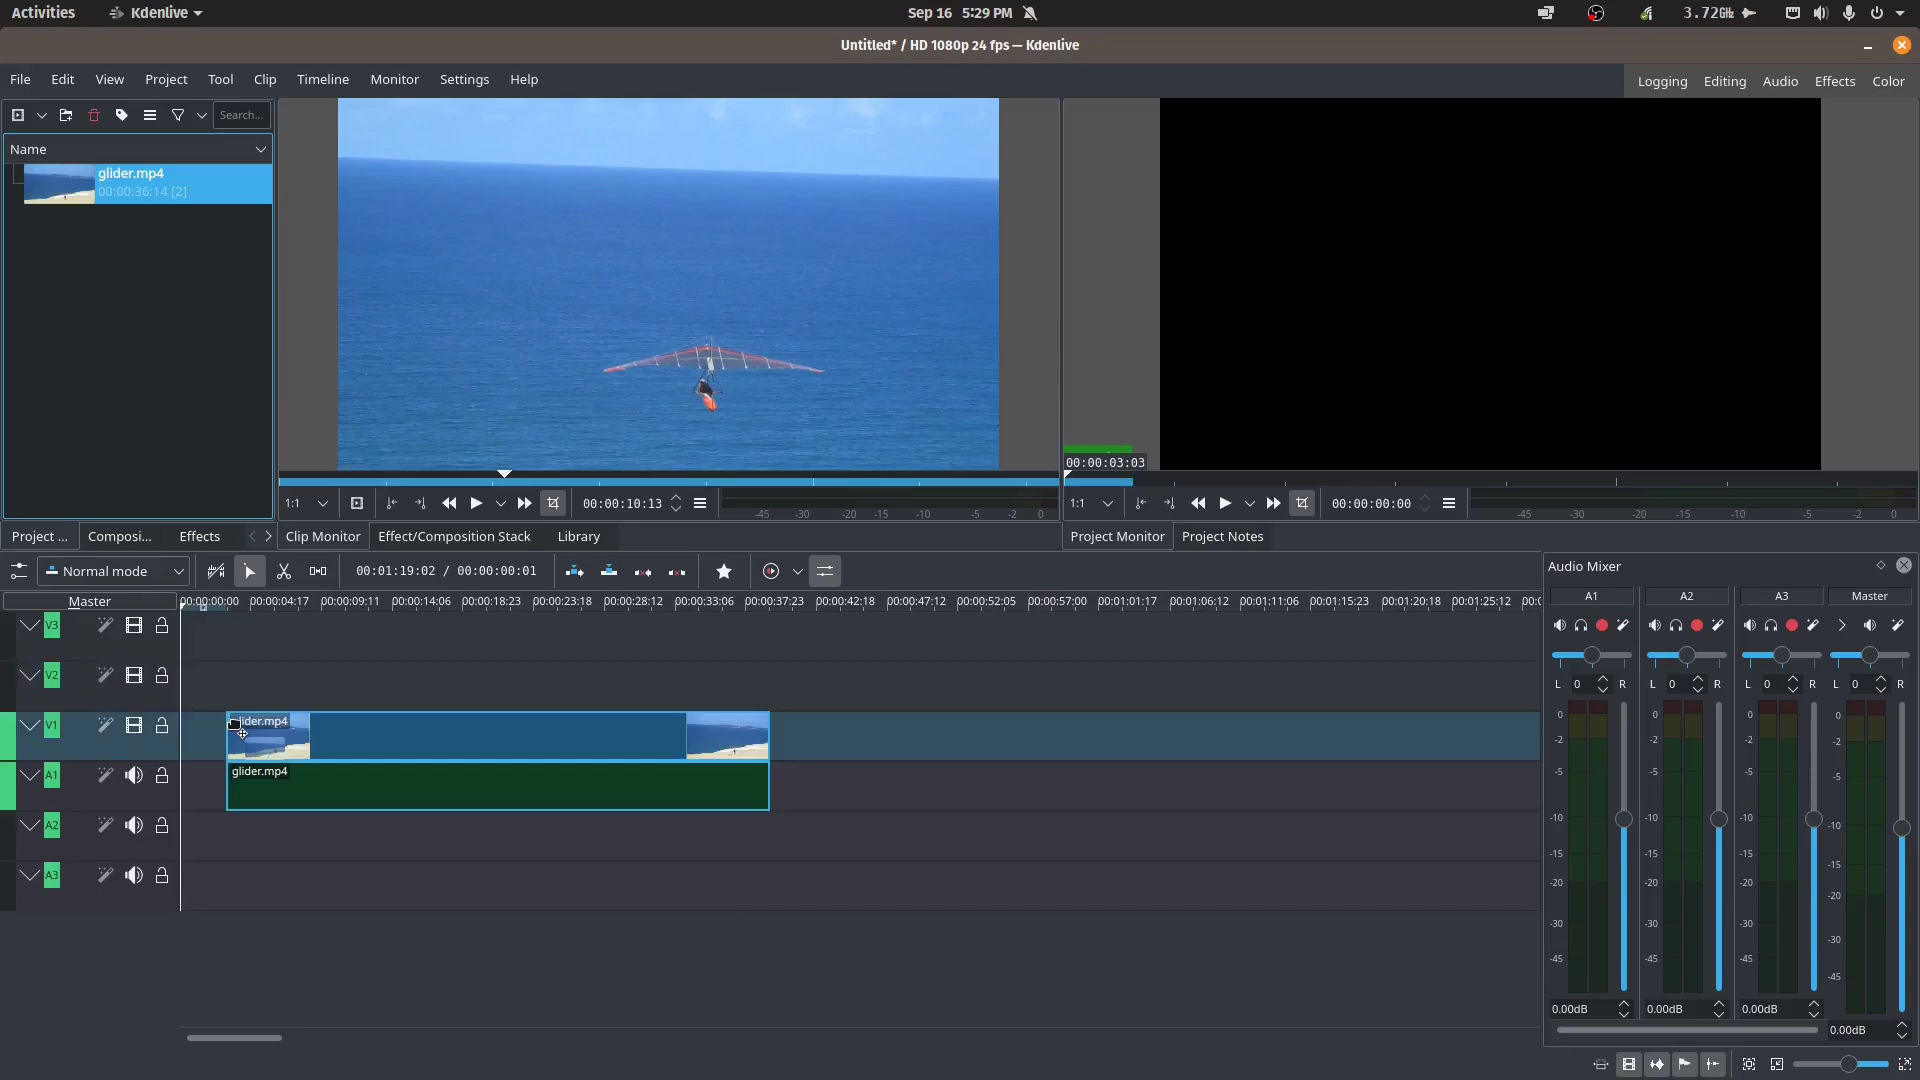 Activities Kdenlive Sep 16 5:29 PM 3.72GHz
Untitled* / HD 1080p 24 fps — Kdenlive
File Edit View Project Tool Clip Timeline Monitor Settings Help Logging Editing Audio Effects Color
Search...
Name
glider.mp4
00:00:36:14 [2]
00:00:03:03
1:1 00:00:10:13 -45 -30 -20 -15 -10 -5 -2 0 1:1 00:00:00:00 -45 -30 -20 -15 -10 -5 -2 0
Project ... Composi... Effects Clip Monitor Effect/Composition Stack Library Project Monitor Project Notes
Normal mode 00:01:19:02 / 00:00:00:01 Audio Mixer
Master 00:00:00:00 00:00:04:17 00:00:09:11 00:00:14:06 00:00:18:23 00:00:23:18 00:00:28:12 00:00:33:06 00:00:37:23 00:00:42:18 00:00:47:12 00:00:52:05 00:00:57:00 00:01:01:17 00:01:06:12 00:01:11:06 00:01:15:23 00:01:20:18 00:01:25:12 00:0
A1 A2 A3 Master
V3
V2
V1 lider.mp4
A1 glider.mp4
A2
A3
L 0 R L 0 R L 0 R L 0 R
0 0 0 0
-2 -2 -2 -2
-5 -5 -5 -5
-10 -10 -10 -10
-15 -15 -15 -15
-20 -20 -20 -20
-30 -30 -30 -30
-45 -45 -45 -45
0.00dB 0.00dB 0.00dB 0.00dB